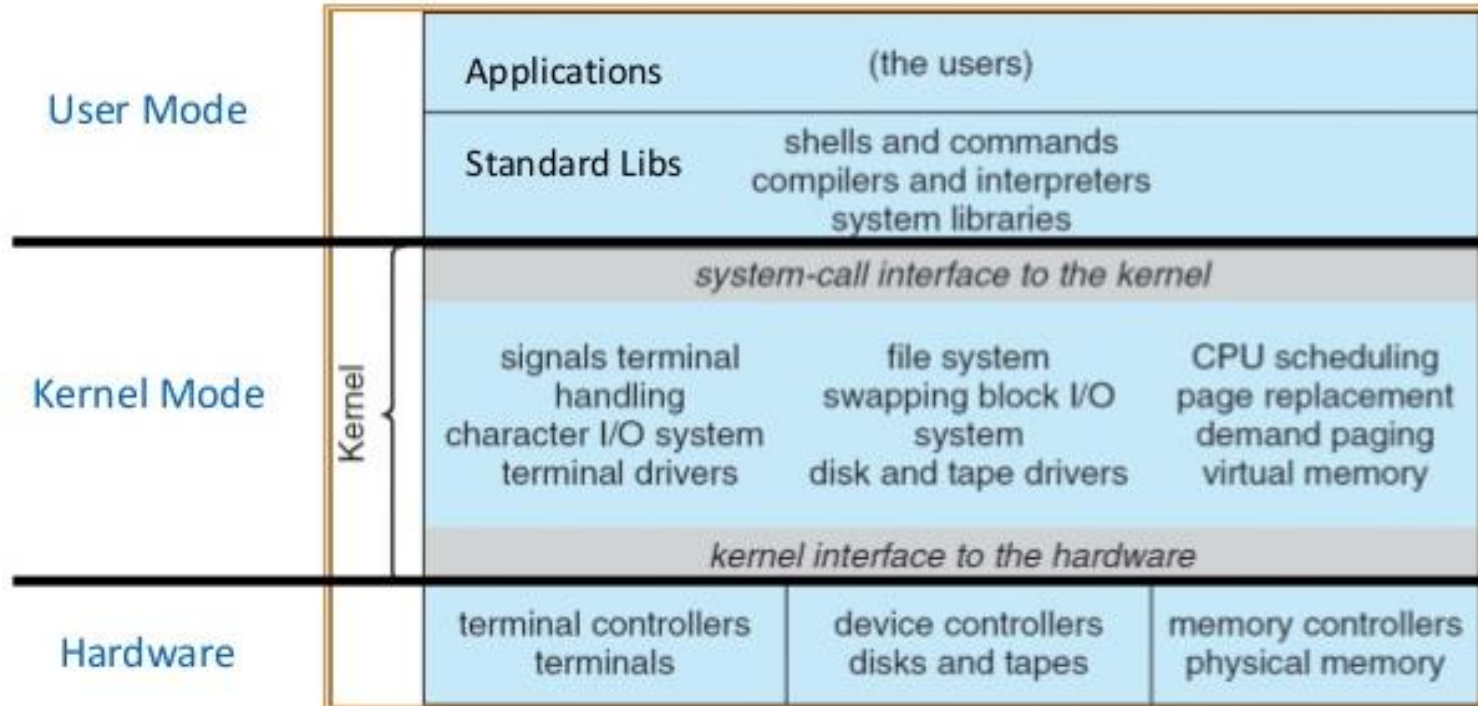 User Mode
Applications
(the users)
Standard Libs
shells and commands
compilers and interpreters
system libraries
Kernel Mode
Kernel
system-call interface to the kernel
signals terminal
handling
character I/O system
terminal drivers
file system
swapping block I/O
system
disk and tape drivers
CPU scheduling
page replacement
demand paging
virtual memory
kernel interface to the hardware
Hardware
terminal controllers
terminals
device controllers
disks and tapes
memory controllers
physical memory